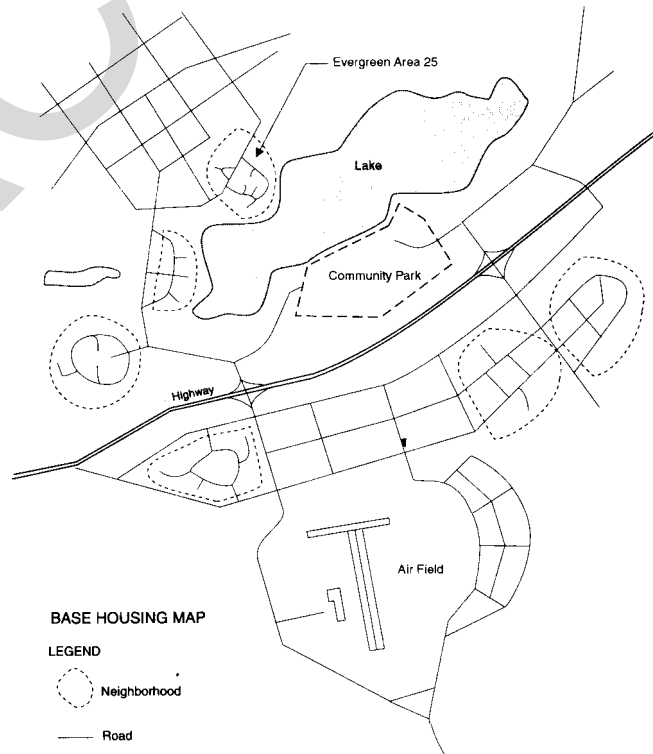 Evergreen Area 25
Lake
Community Park
Highway
Air Field
BASE HOUSING MAP
LEGEND
Neighborhood
Road